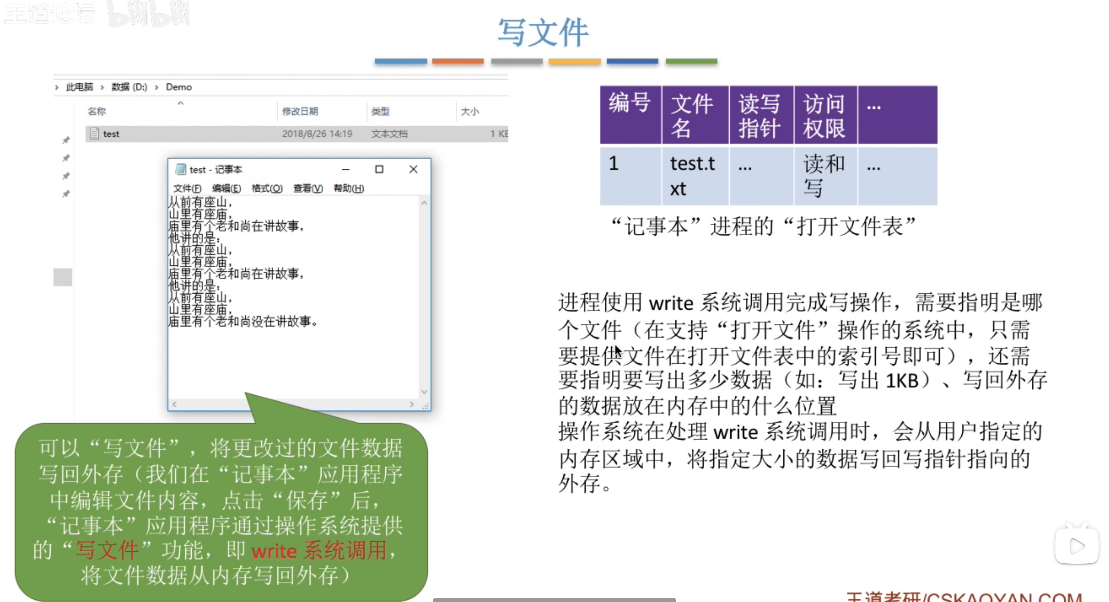 王道论坛 bilibili
写文件
此电脑 > 数据 (D:) > Demo
名称 修改日期 类型 大小
test 2018/8/26 14:19 文本文档 1 KB
test - 记事本
文件(F) 编辑(E) 格式(O) 查看(V) 帮助(H)
从前有座山，
山里有座庙，
庙里有个老和尚在讲故事，
他讲的是：
从前有座山，
山里有座庙，
庙里有个老和尚在讲故事，
他讲的是：
从前有座山，
山里有座庙，
庙里有个老和尚没在讲故事。
可以“写文件”，将更改过的文件数据
写回外存（我们在“记事本”应用程序
中编辑文件内容，点击“保存”后，
“记事本”应用程序通过操作系统提供
的“写文件”功能，即 write 系统调用，
将文件数据从内存写回外存）
编号 文件名 读写指针 访问权限 ...
1 test.txt ... 读和写 ...
“记事本”进程的“打开文件表”
进程使用 write 系统调用完成写操作，需要指明是哪
个文件（在支持“打开文件”操作的系统中，只需
要提供文件在打开文件表中的索引号即可），还需
要指明要写出多少数据（如：写出 1KB）、写回外存
的数据放在内存中的什么位置
操作系统在处理 write 系统调用时，会从用户指定的
内存区域中，将指定大小的数据写回写指针指向的
外存。
王道考研/CSKAOYAN.COM